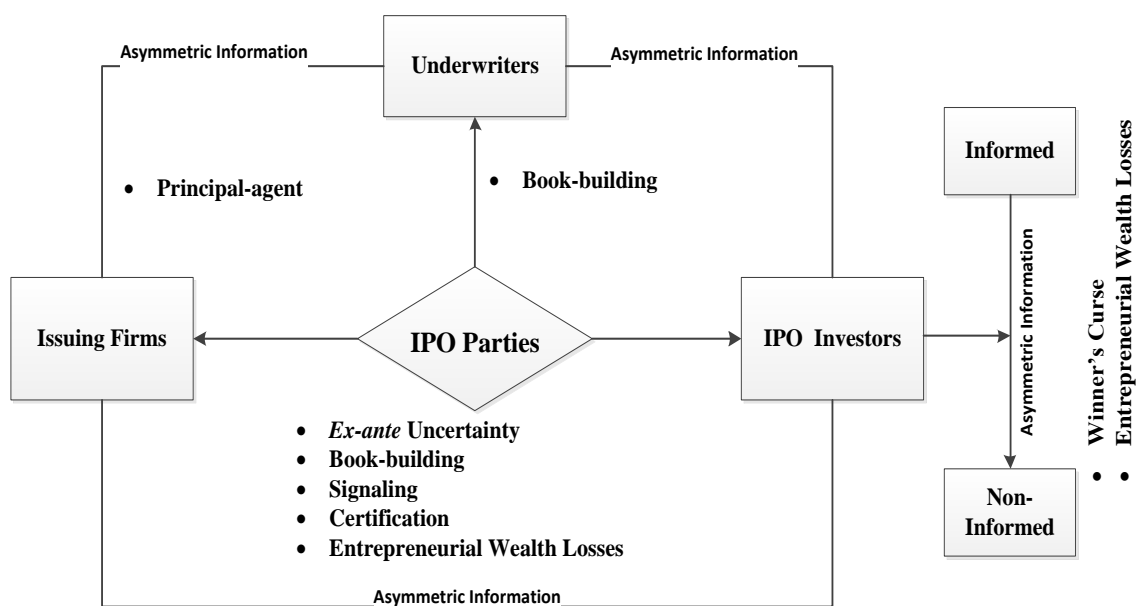 Asymmetric Information
Underwriters
Asymmetric Information
Informed
• Principal-agent
• Book-building
Issuing Firms
IPO Parties
IPO Investors
Asymmetric Information
• Winner's Curse
• Entrepreneurial Wealth Losses
• Ex-ante Uncertainty
• Book-building
• Signaling
• Certification
• Entrepreneurial Wealth Losses
Non-
Informed
Asymmetric Information